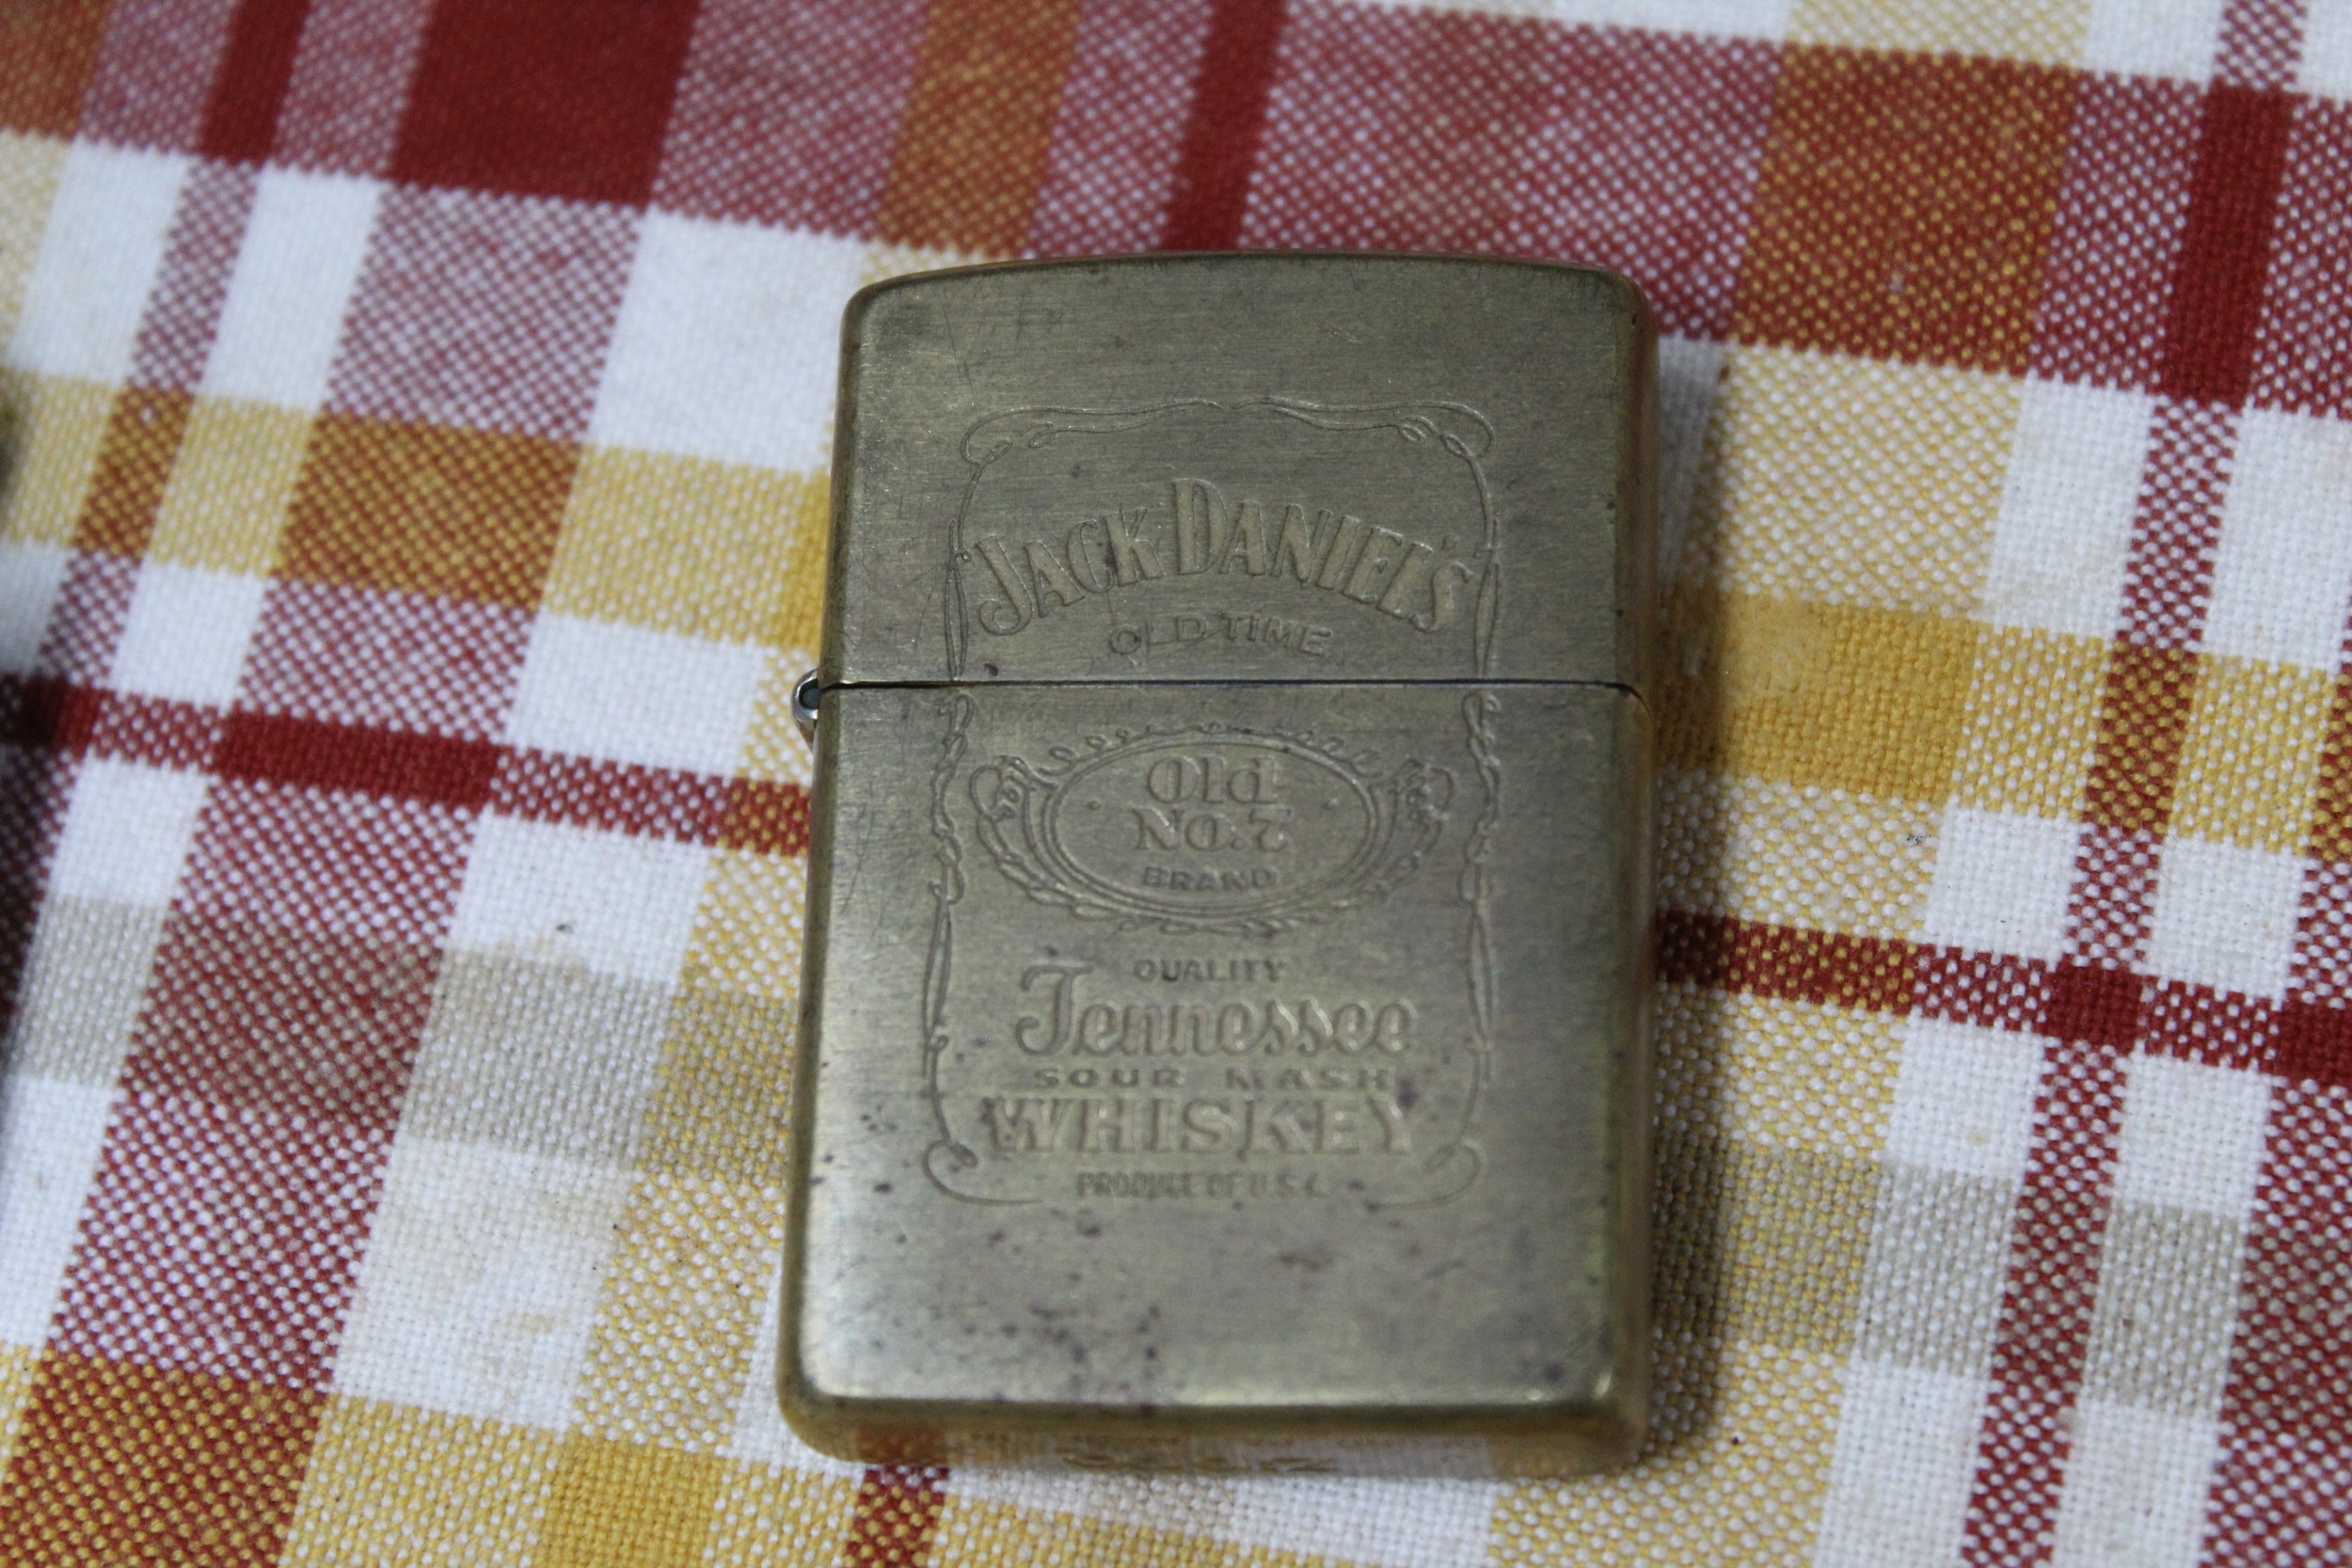 JACK DANIEL'S
OLD TIME
Old
No. 7
BRAND
QUALITY
Tennessee
SOUR MASH
WHISKEY
PRODUCE OF U.S.A.